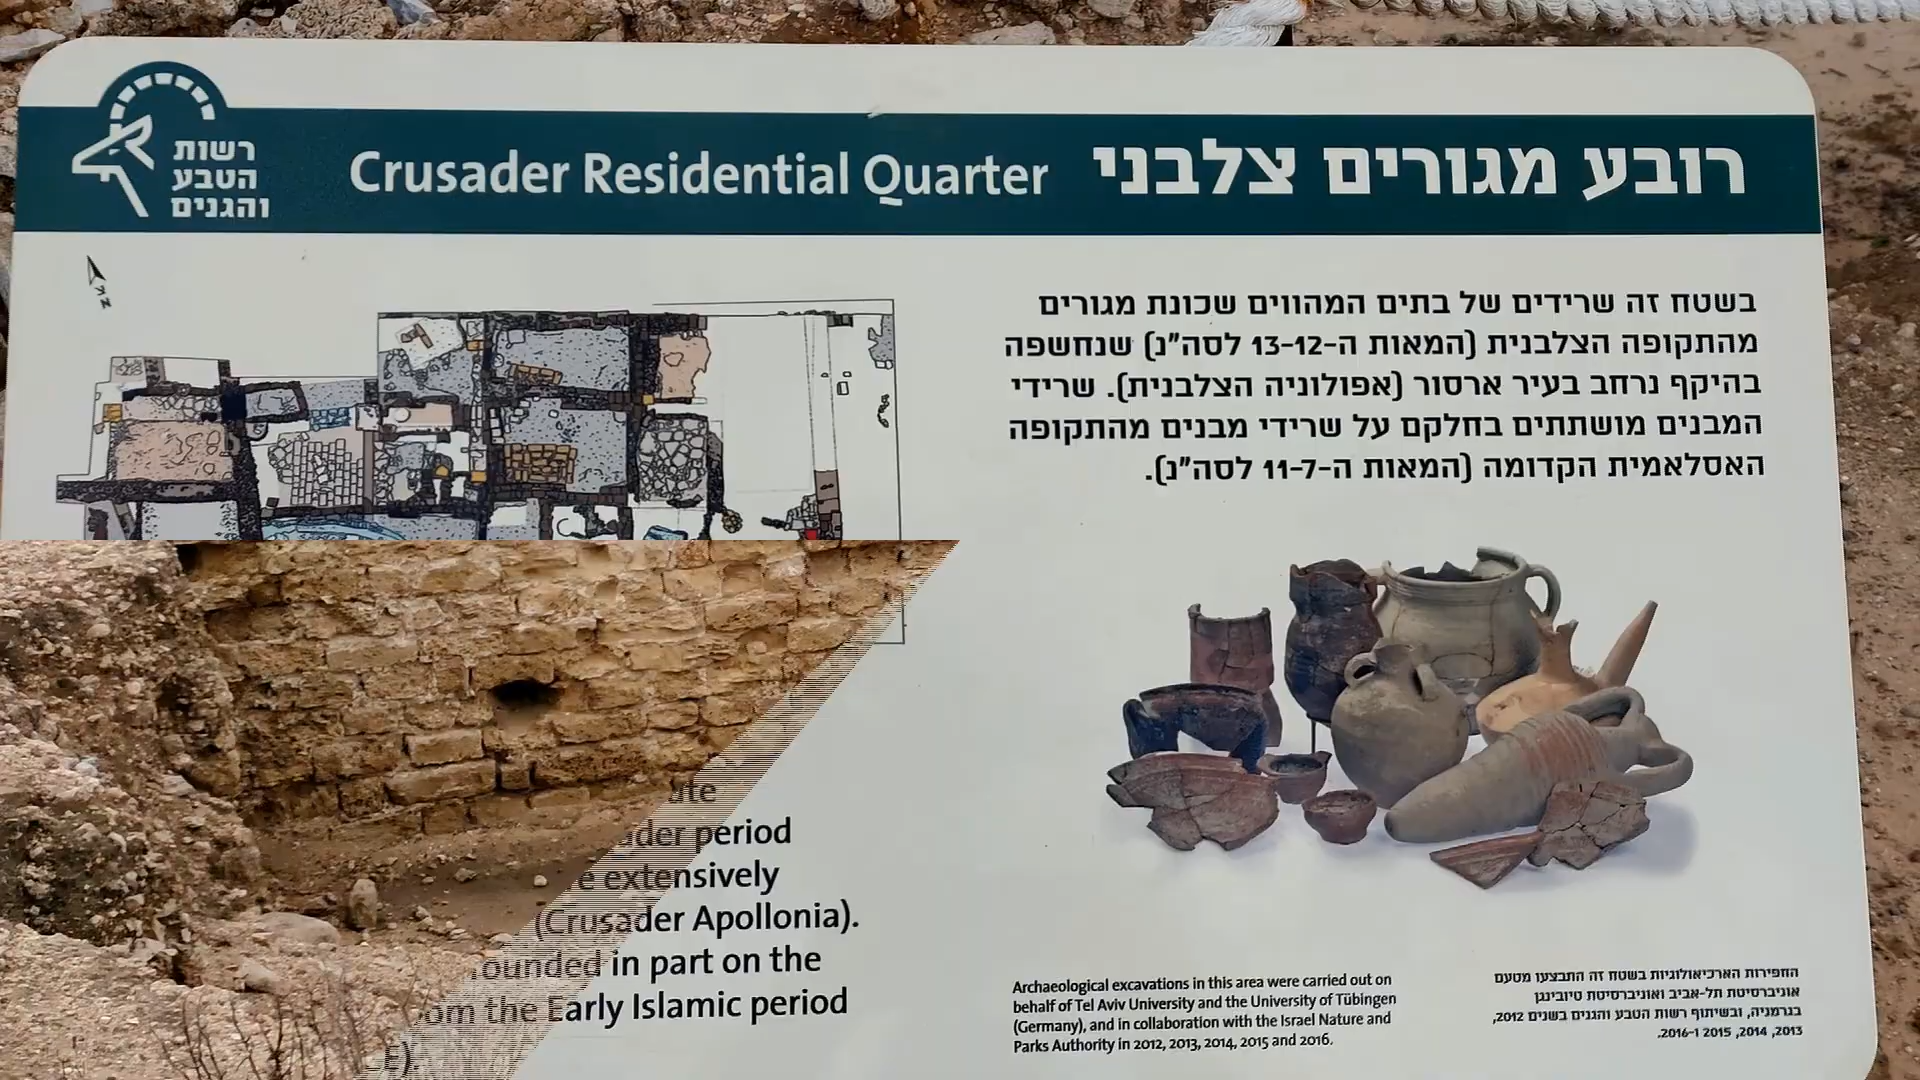 רשות
הטבע
והגנים
Crusader Residential Quarter
רובע מגורים צלבני
בשטח זה שרידים של בתים המהווים שכונת מגורים
מהתקופה הצלבנית (המאות ה-13-12 לסה"נ) שנחשפה
בהיקף נרחב בעיר ארסור (אפולוניה הצלבנית). שרידי
המבנים מושתתים בחלקם על שרידי מבנים מהתקופה
האסלאמית הקדומה (המאות ה-11-7 לסה"נ).
period
extensively
(Crusader Apollonia).
in part on the
the Early Islamic period
Archaeological excavations in this area were carried out on
behalf of Tel Aviv University and the University of Tübingen
(Germany), and in collaboration with the Israel Nature and
Parks Authority in 2012, 2013, 2014, 2015 and 2016.
החפירות הארכיאולוגיות בשטח זה התבצעו מטעם
אוניברסיטת תל-אביב ואוניברסיטת טיובינגן
בגרמניה, ובשיתוף רשות הטבע והגנים בשנים 2012,
2013, 2014, 2015 ו-2016.